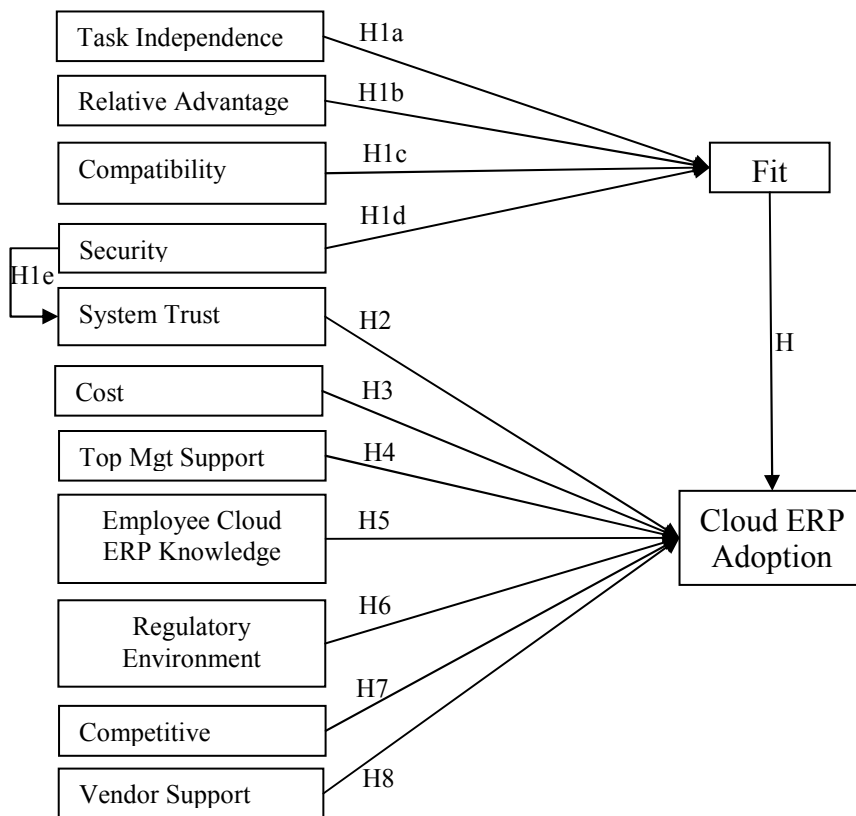 Task Independence
H1a
Relative Advantage
H1b
Compatibility
H1c
Fit
H1d
Security
H1e
System Trust
H2
H
Cost
H3
Top Mgt Support
H4
Employee Cloud
ERP Knowledge
H5
Cloud ERP
Adoption
Regulatory
Environment
H6
Competitive
H7
Vendor Support
H8